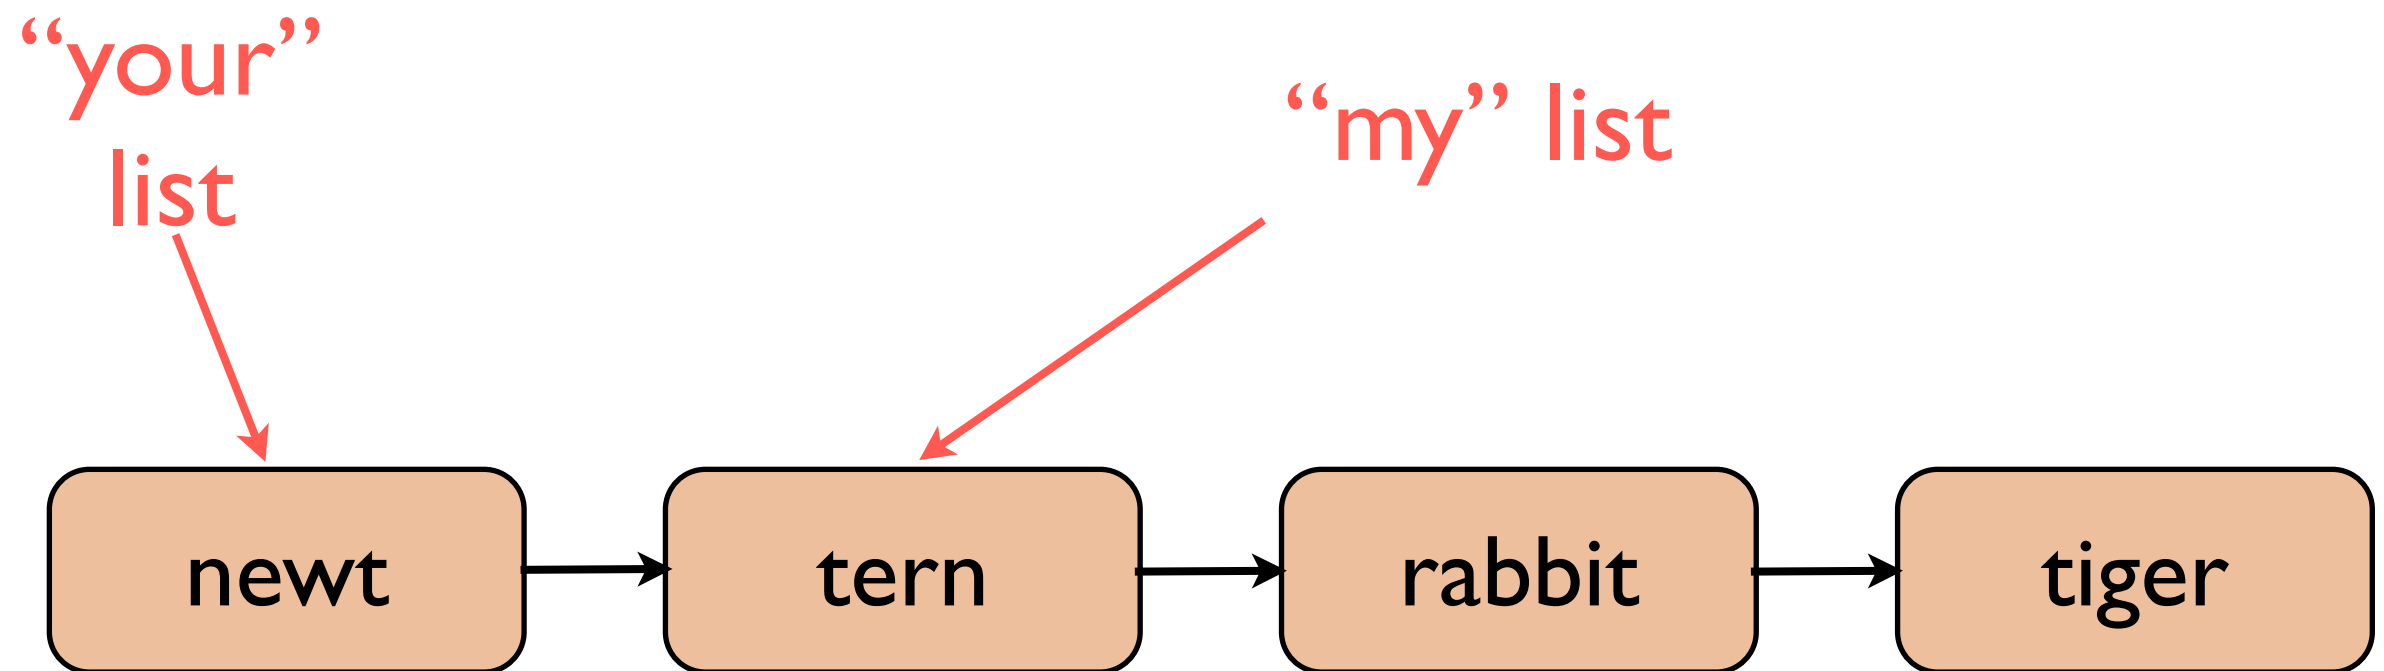 “your”
list
“my” list
newt
tern
rabbit
tiger